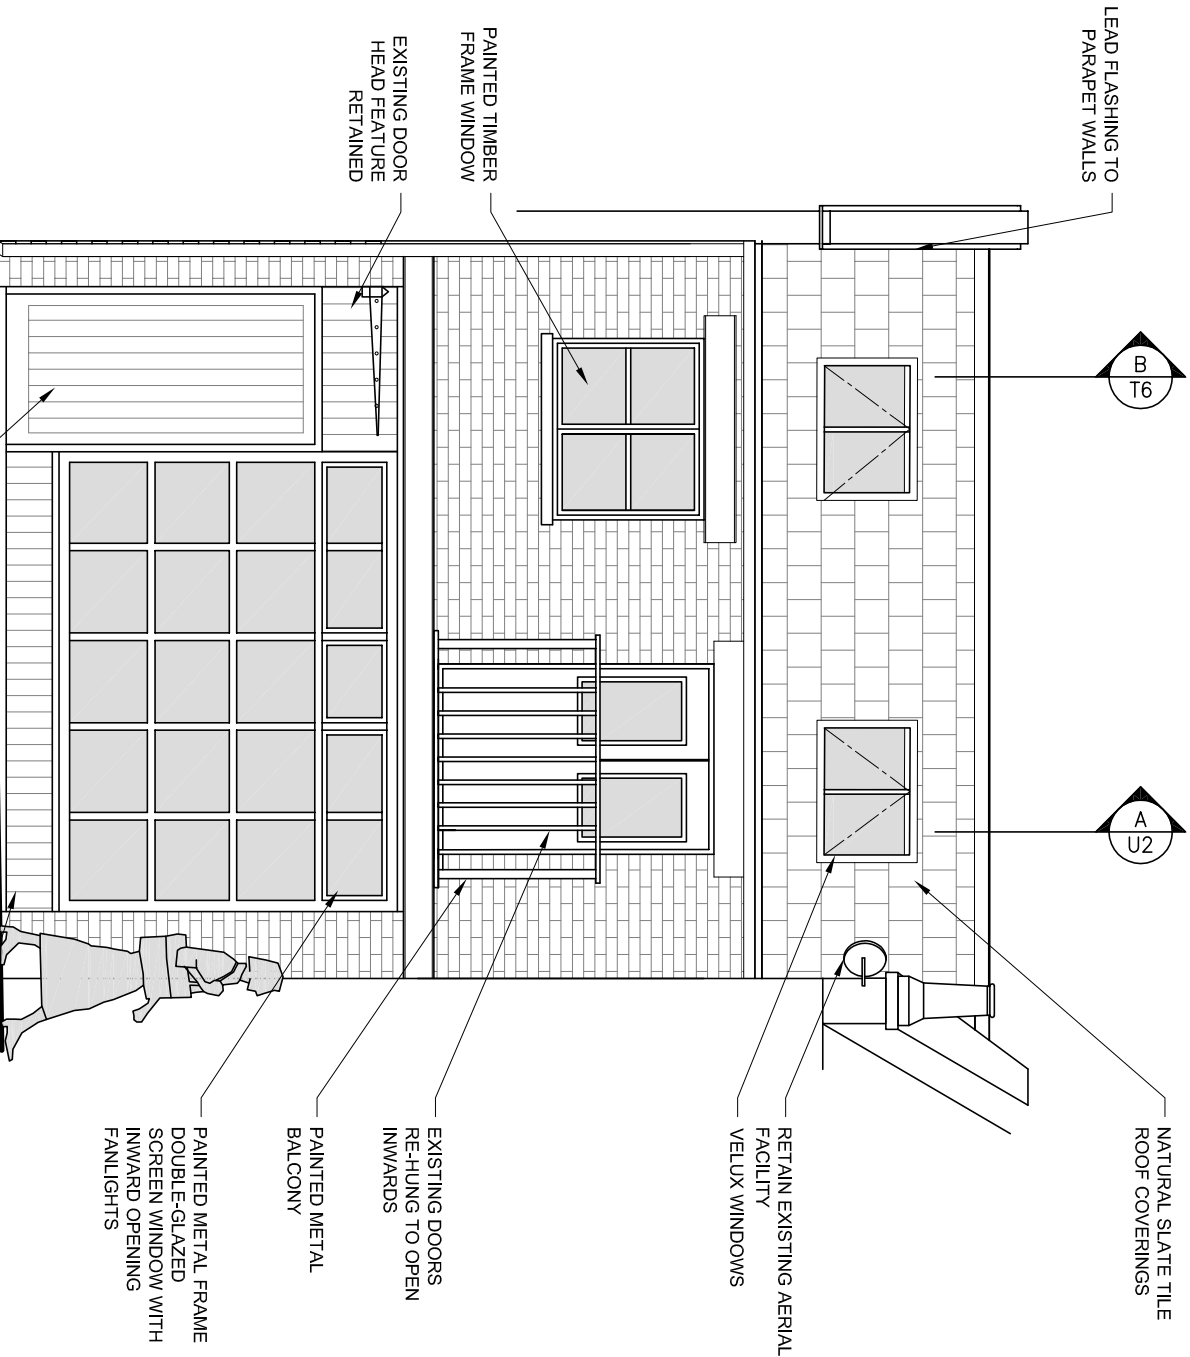 LEAD FLASHING TO
PARAPET WALLS
PAINTED TIMBER
FRAME WINDOW
EXISTING DOOR
HEAD FEATURE
RETAINED
B
T6
A
U2
NATURAL SLATE TILE
ROOF COVERINGS
RETAIN EXISTING AERIAL
FACILITY
VELUX WINDOWS
EXISTING DOORS
RE-HUNG TO OPEN
INWARDS
PAINTED METAL
BALCONY
PAINTED METAL FRAME
DOUBLE-GLAZED
SCREEN WINDOW WITH
INWARD OPENING
FANLIGHTS